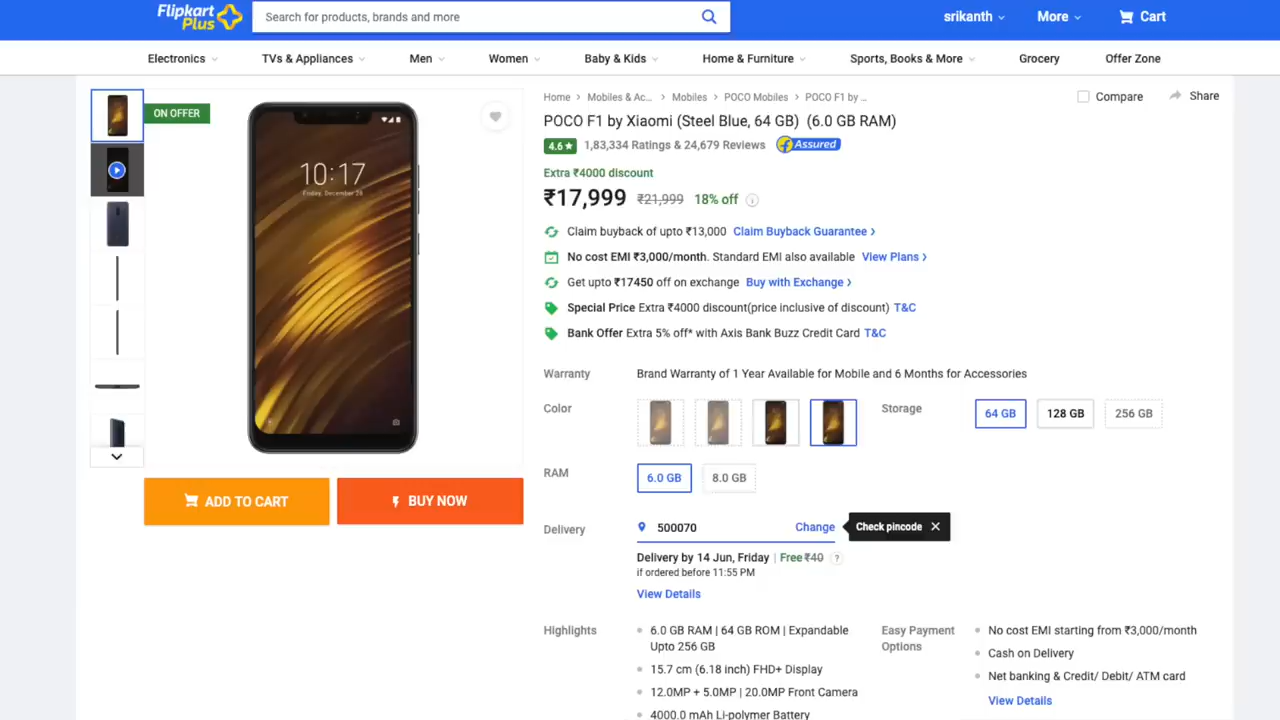 Flipkart
Plus
Search for products, brands and more
srikanth
More
Cart
Electronics
TVs & Appliances
Men
Women
Baby & Kids
Home & Furniture
Sports, Books & More
Grocery
Offer Zone
ON OFFER
10:17
Friday, December 28
Home > Mobiles & Ac... > Mobiles > POCO Mobiles > POCO F1 by ...
Compare
Share
POCO F1 by Xiaomi (Steel Blue, 64 GB) (6.0 GB RAM)
4.6★ 1,83,334 Ratings & 24,679 Reviews Assured
Extra ₹4000 discount
₹17,999 ₹21,999 18% off
Claim buyback of upto ₹13,000 Claim Buyback Guarantee >
No cost EMI ₹3,000/month. Standard EMI also available View Plans >
Get upto ₹17450 off on exchange Buy with Exchange >
Special Price Extra ₹4000 discount(price inclusive of discount) T&C
Bank Offer Extra 5% off* with Axis Bank Buzz Credit Card T&C
Warranty
Brand Warranty of 1 Year Available for Mobile and 6 Months for Accessories
Color
Storage
64 GB
128 GB
256 GB
RAM
6.0 GB
8.0 GB
ADD TO CART
BUY NOW
Delivery
500070
Change
Check pincode ✕
Delivery by 14 Jun, Friday | Free ₹40 ?
if ordered before 11:55 PM
View Details
Highlights
6.0 GB RAM | 64 GB ROM | Expandable
Upto 256 GB
15.7 cm (6.18 inch) FHD+ Display
12.0MP + 5.0MP | 20.0MP Front Camera
4000.0 mAh Li-polymer Battery
Easy Payment
Options
No cost EMI starting from ₹3,000/month
Cash on Delivery
Net banking & Credit/ Debit/ ATM card
View Details